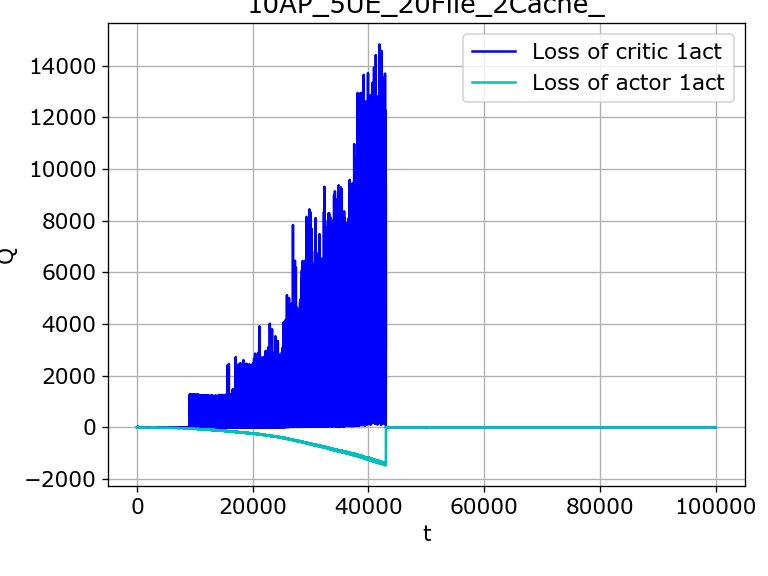 10AP_5UE_20File_2Cache_
Loss of critic 1act
Loss of actor 1act
14000
12000
10000
8000
6000
4000
2000
0
−2000
Q
0 20000 40000 60000 80000 100000
t